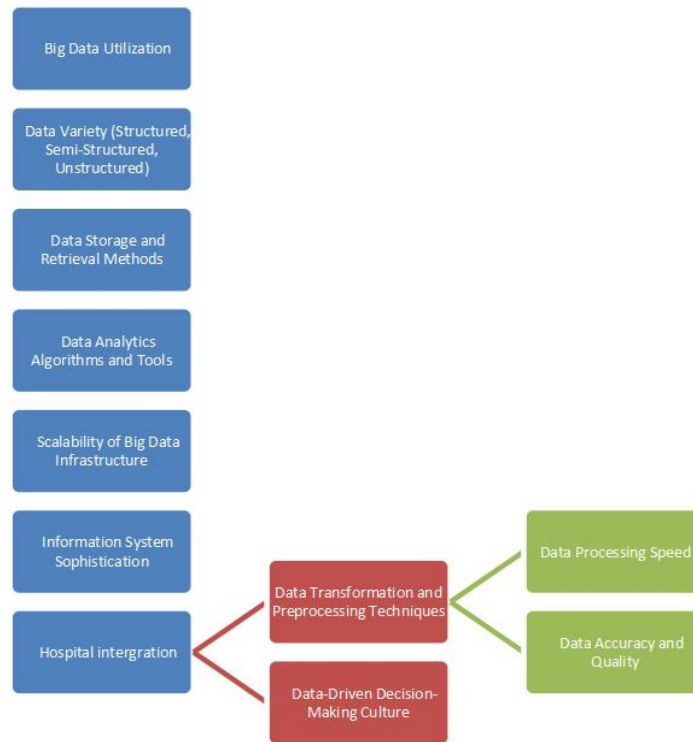 Big Data Utilization
Data Variety (Structured,
Semi-Structured,
Unstructured)
Data Storage and
Retrieval Methods
Data Analytics
Algorithms and Tools
Scalability of Big Data
Infrastructure
Information System
Sophistication
Hospital intergration
Data Transformation and
Preprocessing Techniques
Data-Driven Decision-
Making Culture
Data Processing Speed
Data Accuracy and
Quality